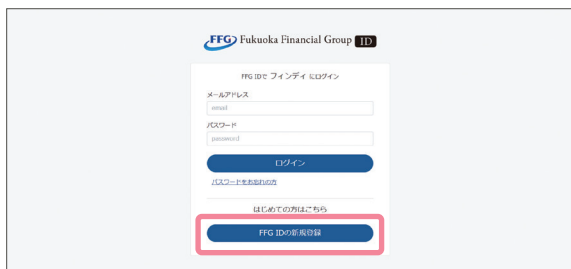 FFG Fukuoka Financial Group ID
FFG IDで フィンディ にログイン
メールアドレス
email
パスワード
password
ログイン
パスワードをお忘れの方
はじめての方はこちら
FFG IDの新規登録